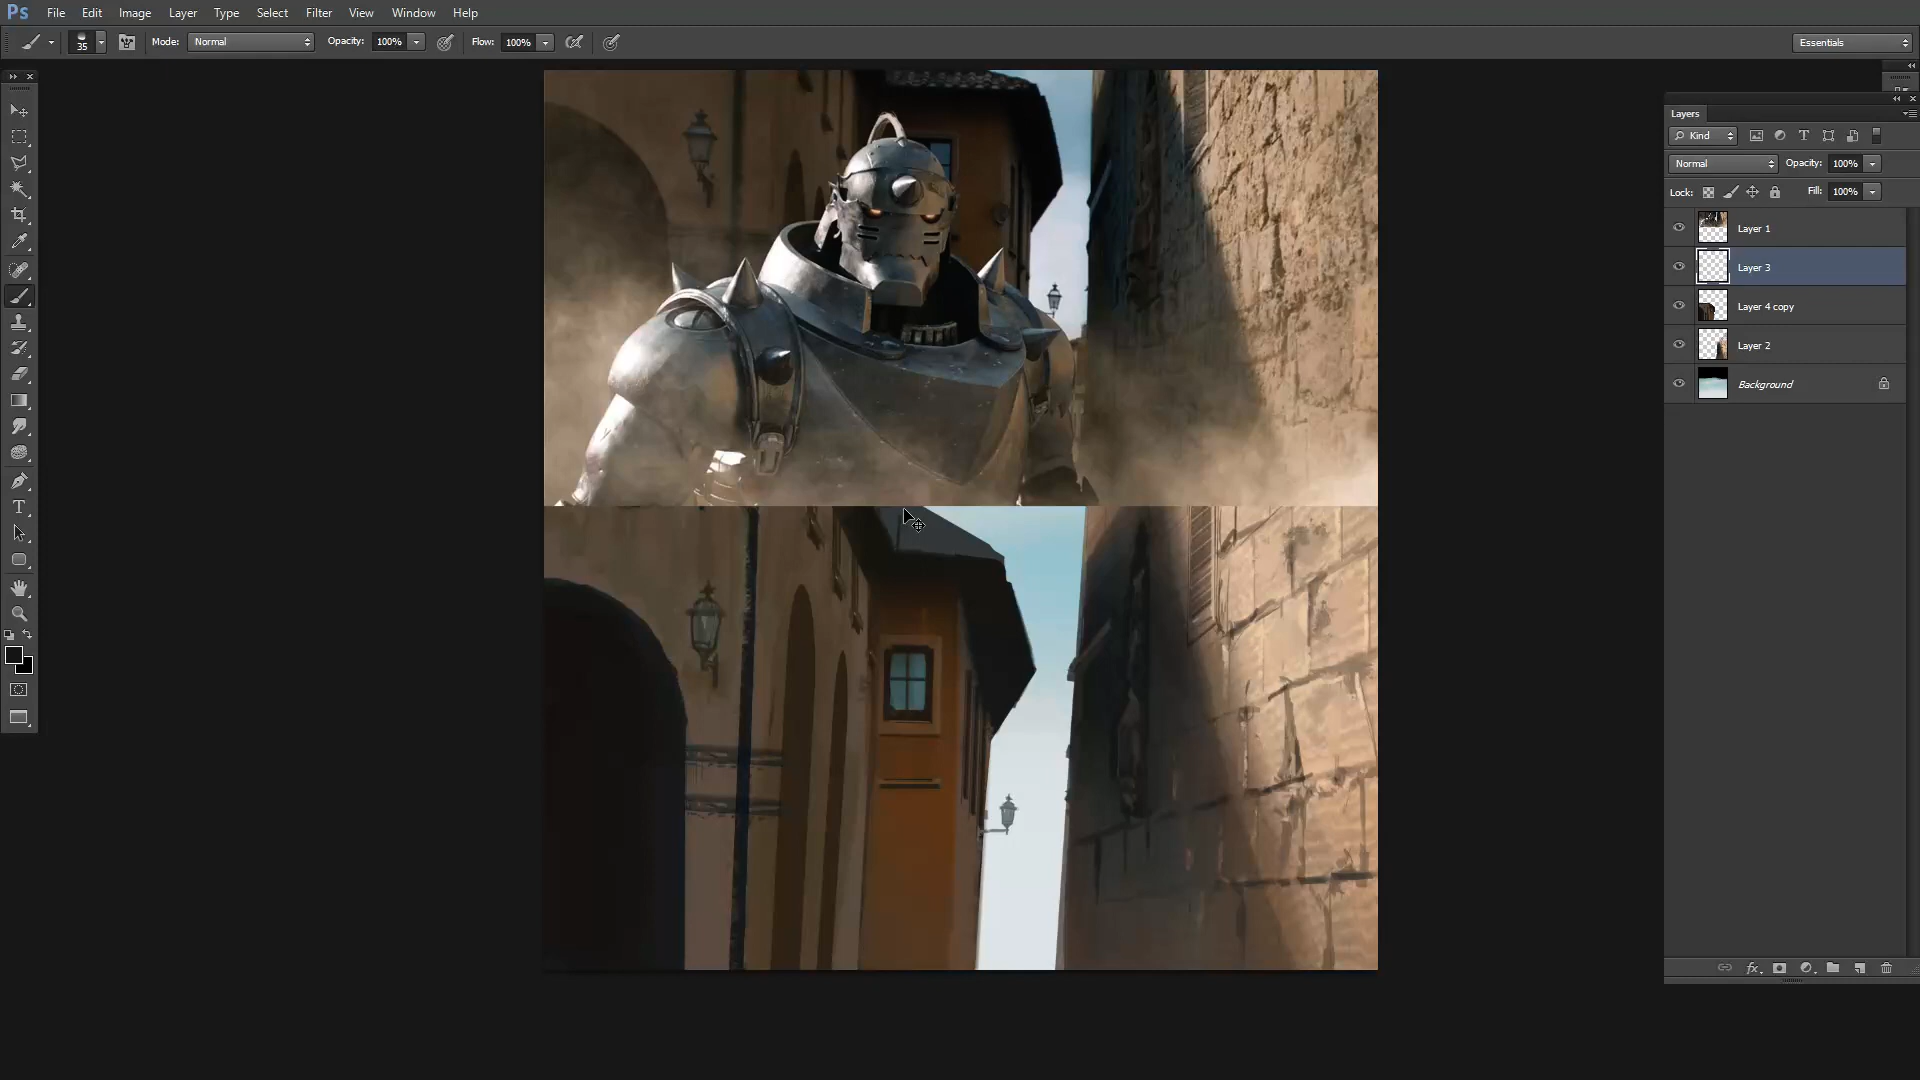 Ps File Edit Image Layer Type Select Filter View Window Help
35 Mode: Normal Opacity: 100% Flow: 100% Essentials
Layers
Kind T
Normal Opacity: 100%
Lock: Fill: 100%
Layer 1
Layer 3
Layer 4 copy
Layer 2
Background
T
fx